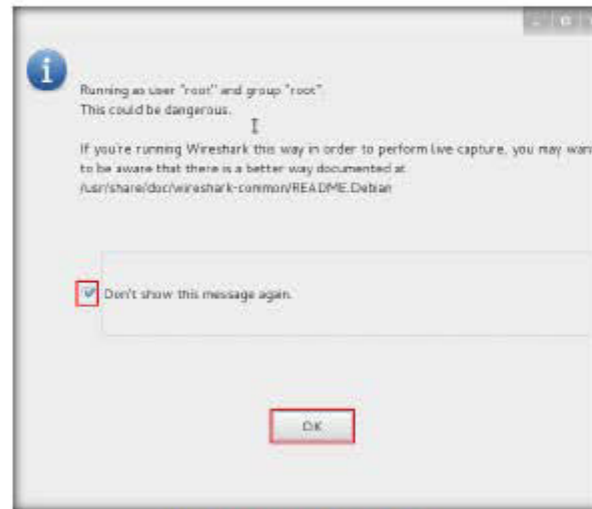 Running as user "root" and group "root".
This could be dangerous.
If you're running Wireshark this way in order to perform live capture, you may want
to be aware that there is a better way documented at
/usr/share/doc/wireshark-common/README.Debian
Don't show this message again.
OK